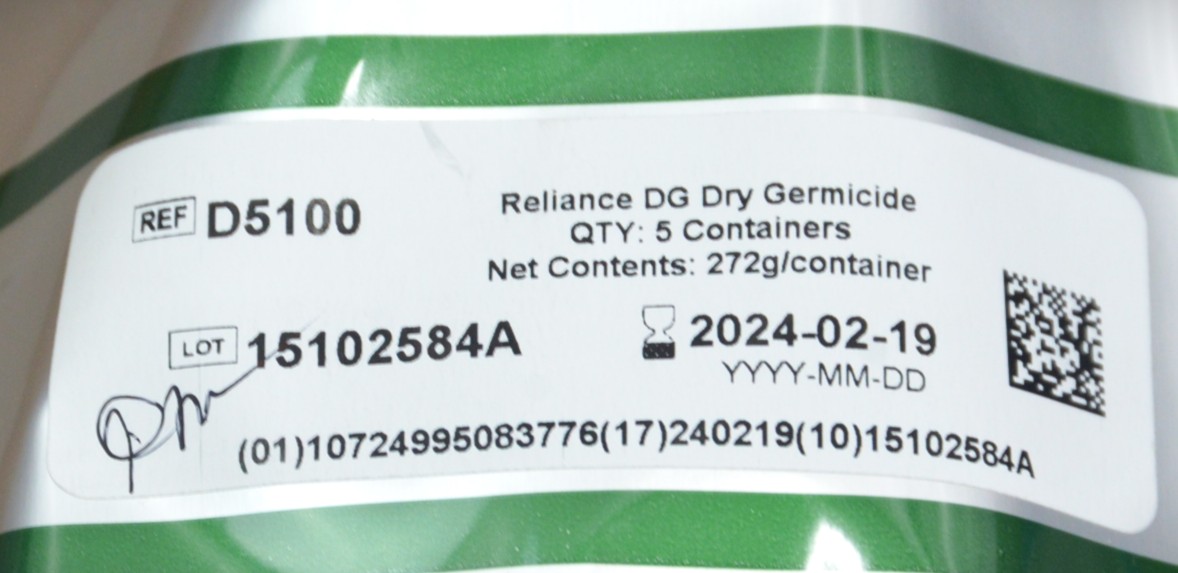 REF D5100
Reliance DG Dry Germicide
QTY: 5 Containers
Net Contents: 272g/container
LOT 15102584A
2024-02-19
YYYY-MM-DD
(01)10724995083776(17)240219(10)15102584A